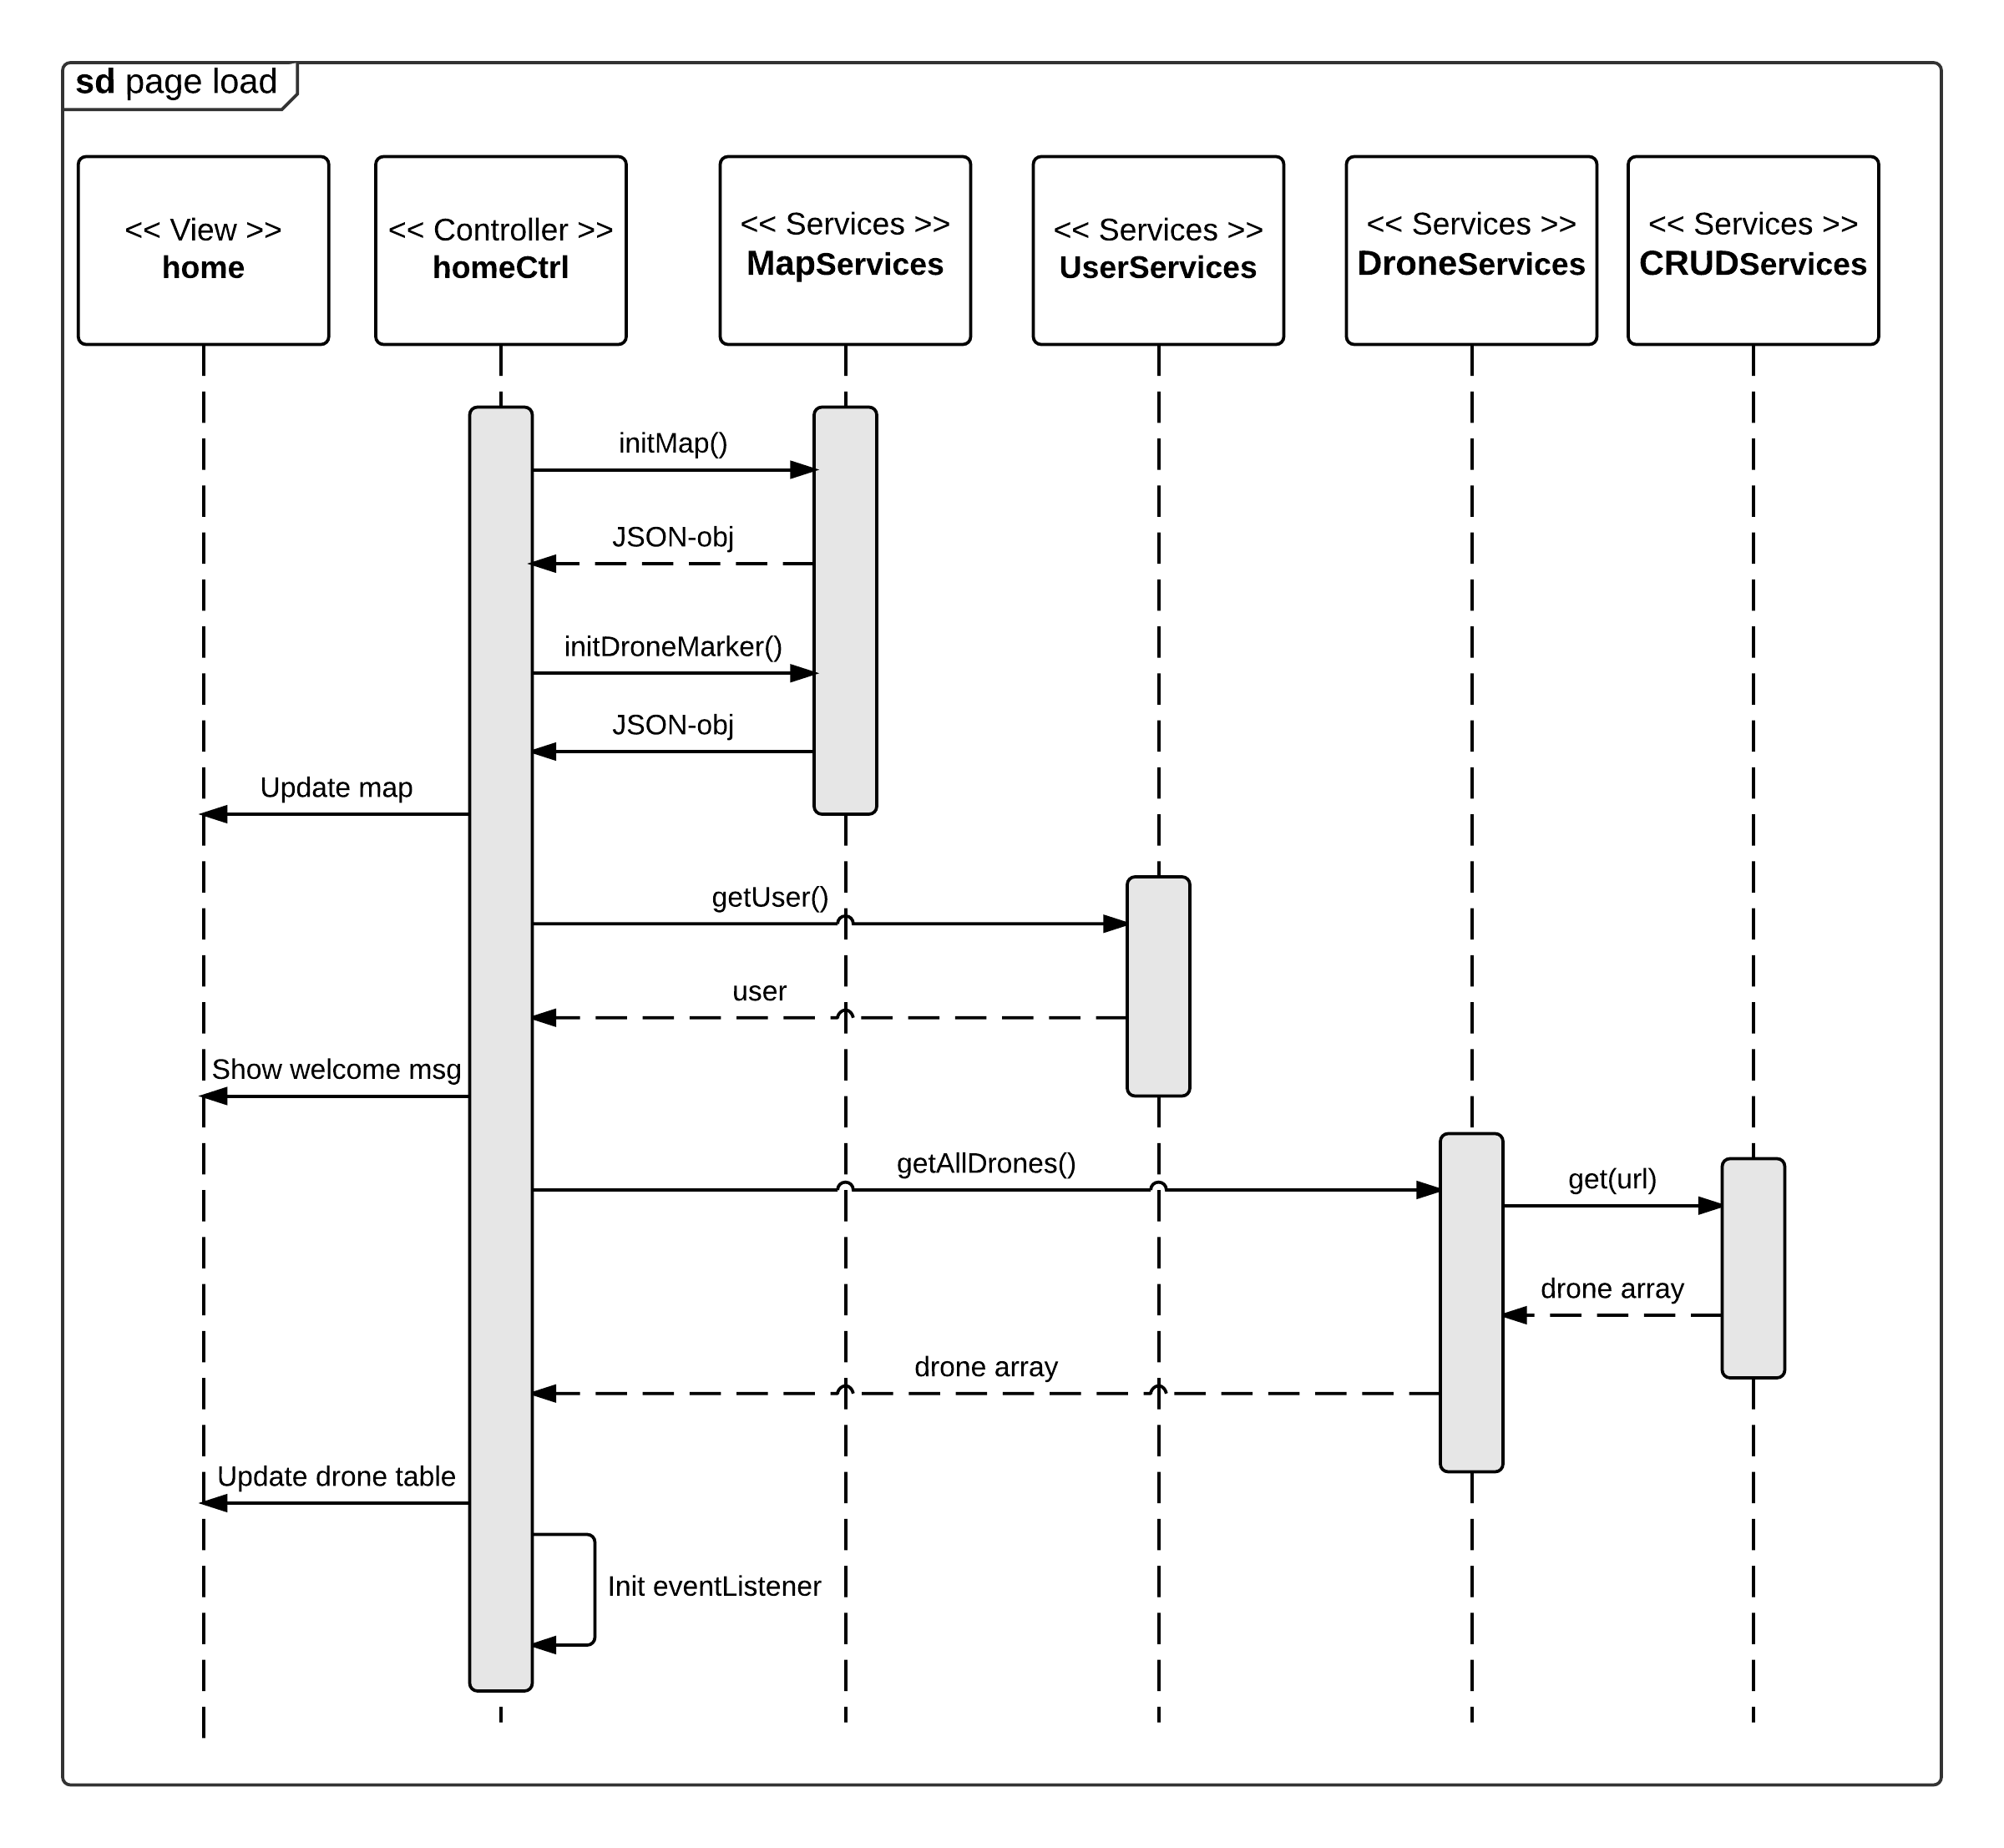 sd page load
<< View >>
home
<< Controller >>
homeCtrl
<< Services >>
MapServices
<< Services >>
UserServices
<< Services >>
DroneServices
<< Services >>
CRUDServices
initMap()
JSON-obj
initDroneMarker()
JSON-obj
Update map
getUser()
user
Show welcome msg
getAllDrones()
get(url)
drone array
drone array
Update drone table
Init eventListener